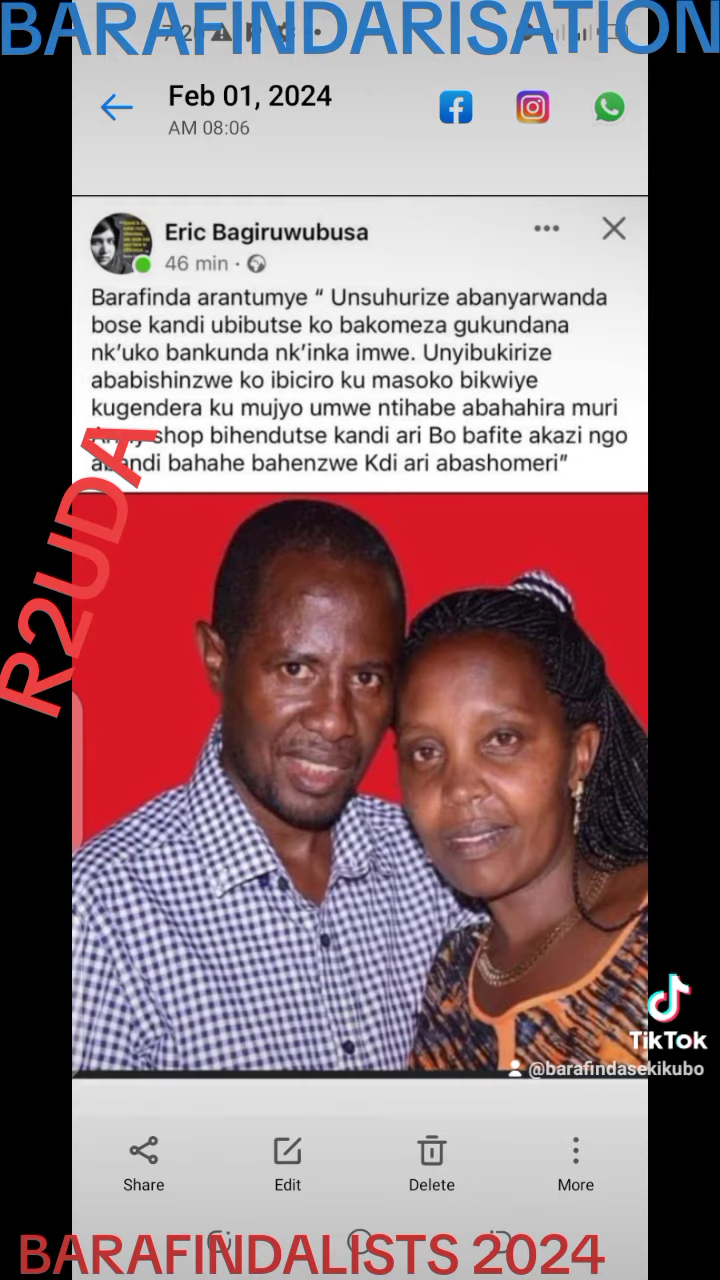 BARAFINDARISATION
Feb 01, 2024
AM 08:06
Eric Bagiruwubusa
46 min ·
Barafinda arantumye “ Unsuhurize abanyarwanda
bose kandi ubibutse ko bakomeza gukundana
nk’uko bankunda nk’inka imwe. Unyibukirize
ababishinzwe ko ibiciro ku masoko bikwiye
kugendera ku mujyo umwe ntihabe abahahira muri
shop bihendutse kandi ari Bo bafite akazi ngo
abandi bahahe bahenzwe Kdi ari abashomeri”
R2UDA
TikTok
@barafindasekikubo
Share
Edit
Delete
More
BARAFINDALISTS 2024